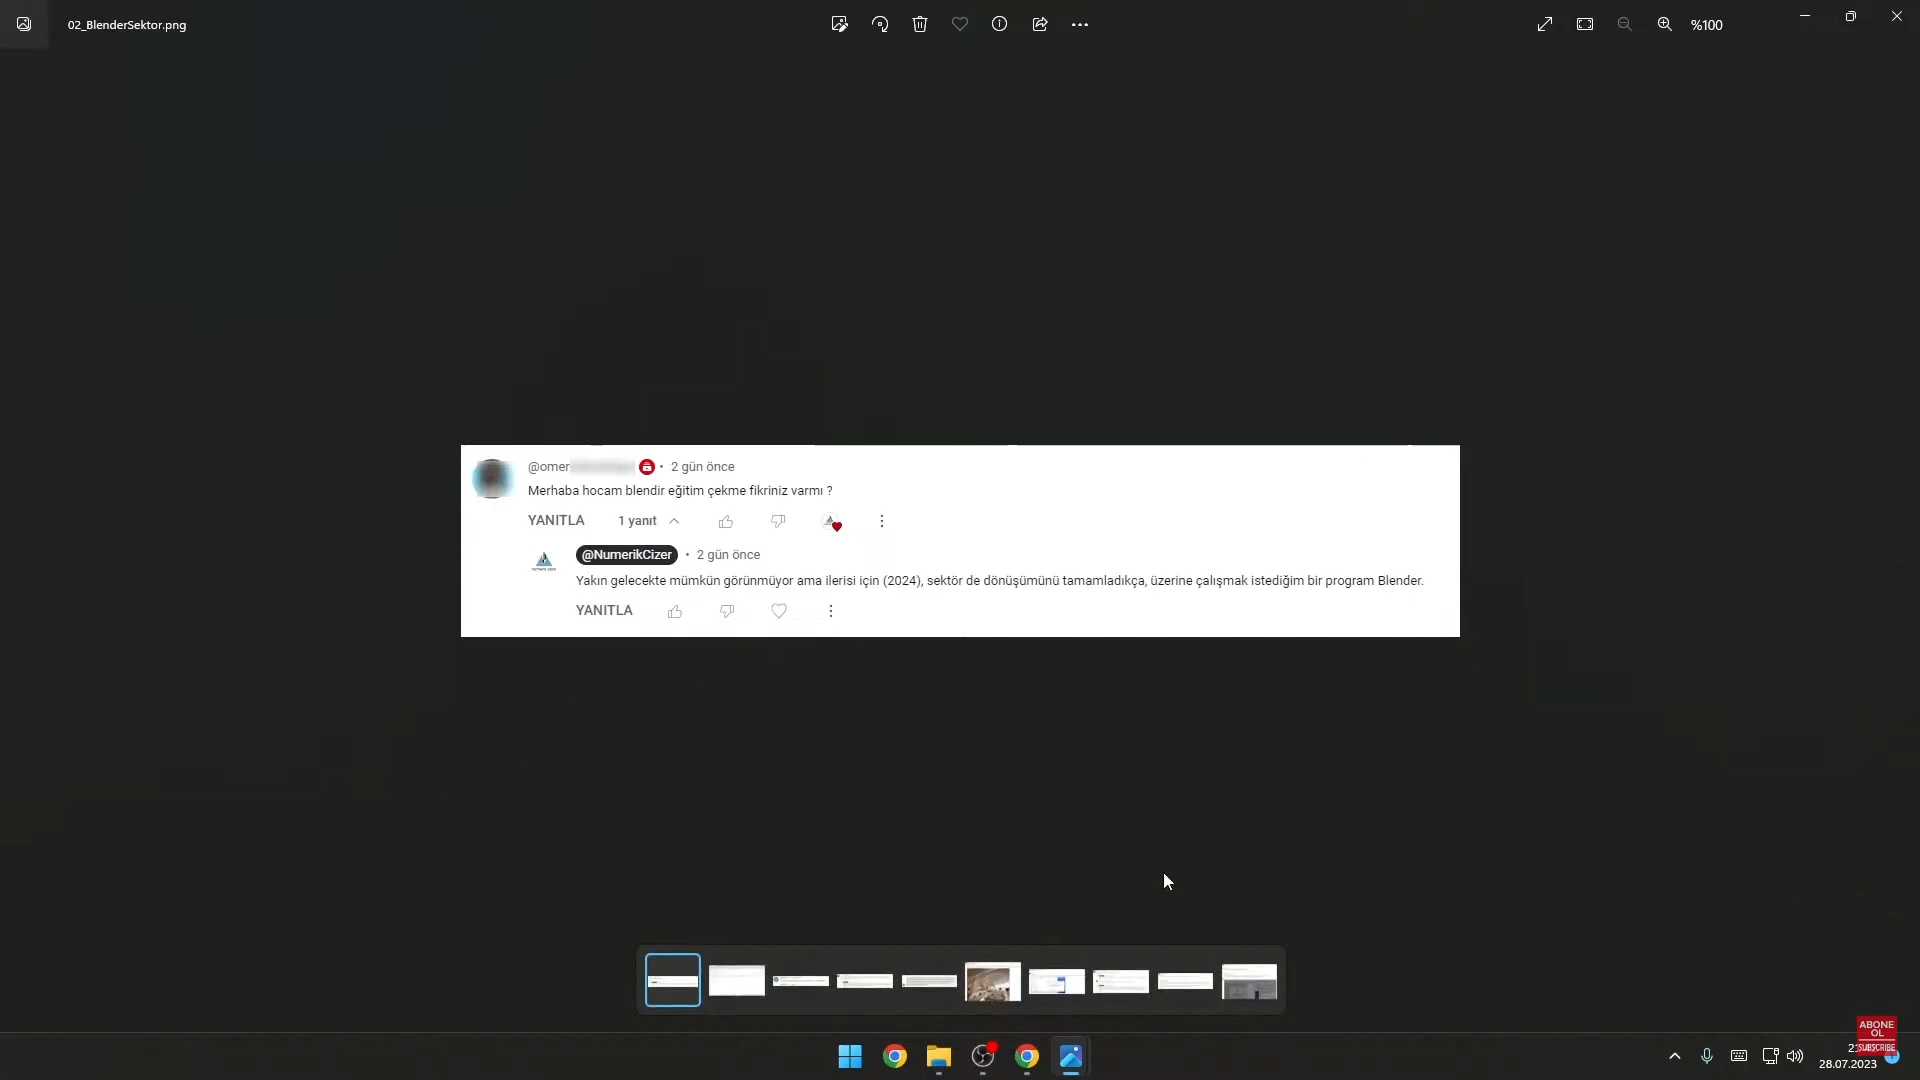 02_BlenderSektor.png
%100
@omer
• 2 gün önce
Merhaba hocam blendir eğitim çekme fikriniz varmı ?
YANITLA 1 yanıt
@NumerikCizer • 2 gün önce
Yakın gelecekte mümkün görünmüyor ama ilerisi için (2024), sektör de dönüşümünü tamamladıkça, üzerine çalışmak istediğim bir program Blender.
YANITLA
ABONE
OL
SUBSCRIBE
28.07.2023